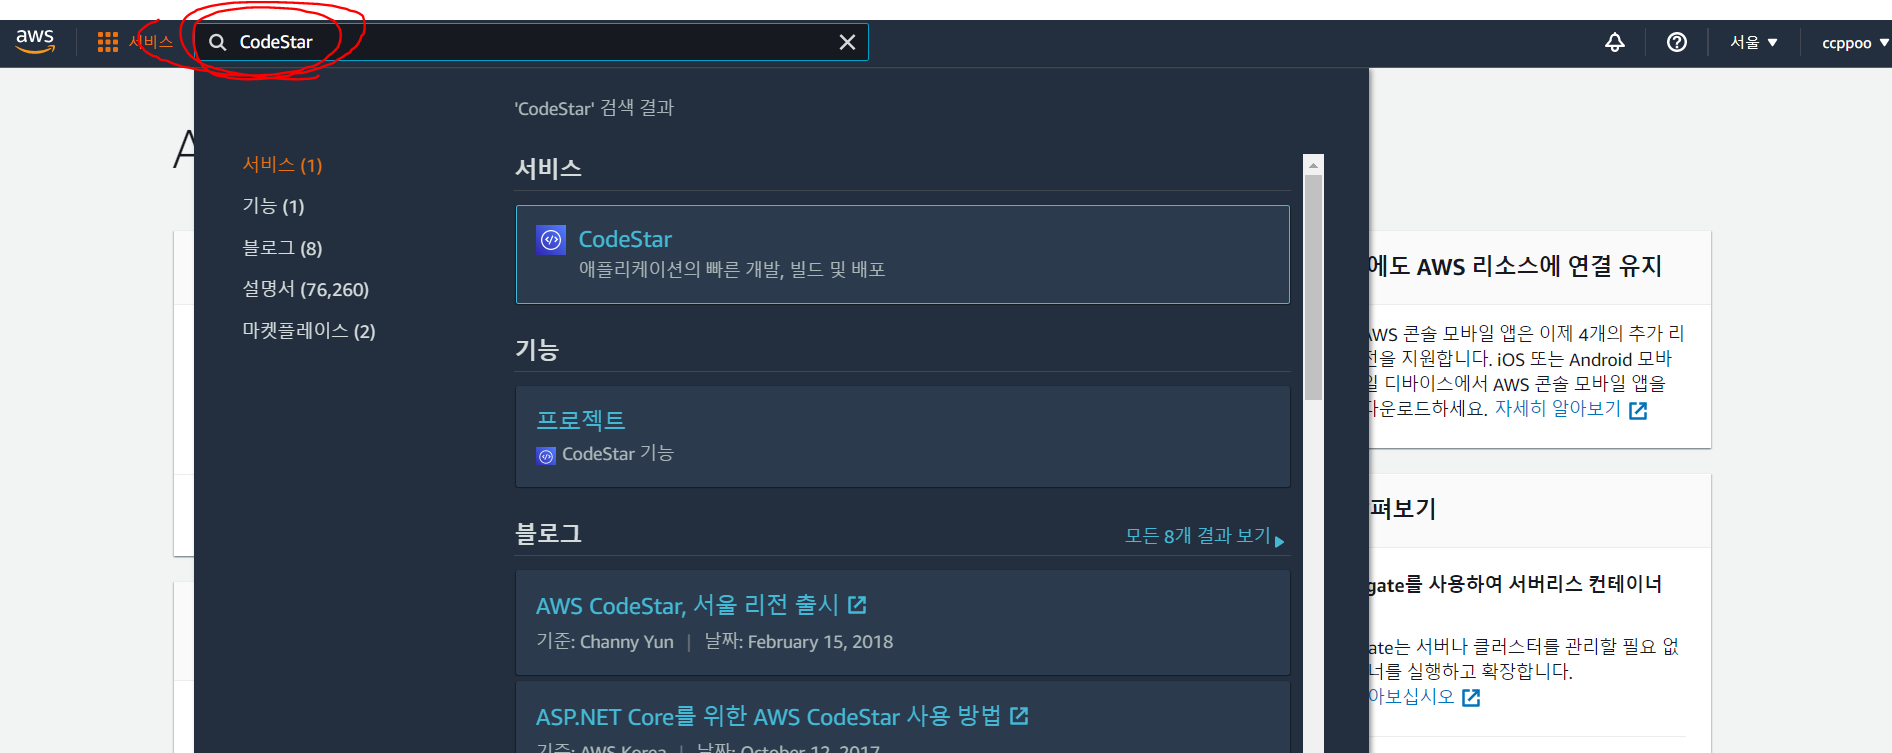 aws
서비스
CodeStar
서울 ▼
ccppoo ▼
'CodeStar' 검색 결과
서비스 (1)
기능 (1)
블로그 (8)
설명서 (76,260)
마켓플레이스 (2)
서비스
CodeStar
애플리케이션의 빠른 개발, 빌드 및 배포
기능
프로젝트
CodeStar 기능
블로그
모든 8개 결과 보기
AWS CodeStar, 서울 리전 출시
기준: Channy Yun | 날짜: February 15, 2018
ASP.NET Core를 위한 AWS CodeStar 사용 방법
기준: AWS Korea | 날짜: October 12, 2017
A
에도 AWS 리소스에 연결 유지
AWS 콘솔 모바일 앱은 이제 4개의 추가 리
전을 지원합니다. iOS 또는 Android 모바
일 디바이스에서 AWS 콘솔 모바일 앱을
다운로드하세요. 자세히 알아보기
펴보기
gate를 사용하여 서버리스 컨테이너
ate는 서버나 클러스터를 관리할 필요 없
너를 실행하고 확장합니다.
아보십시오